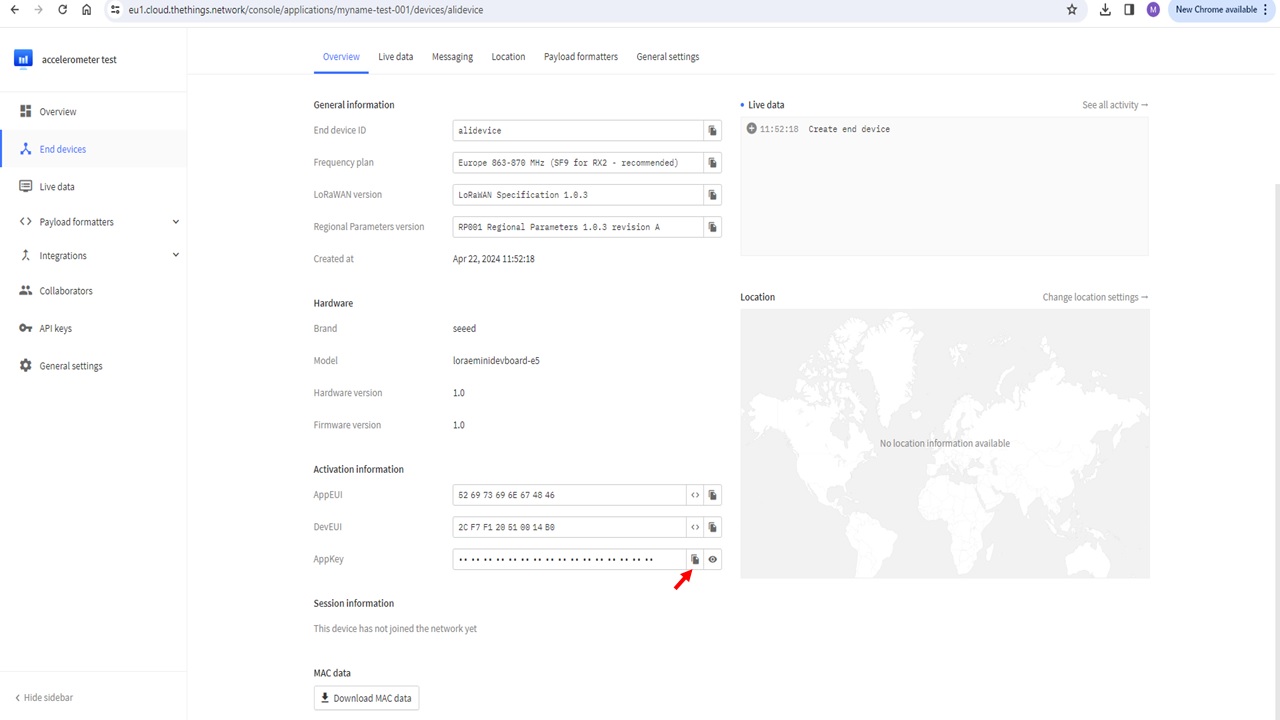 eu1.cloud.thethings.network/console/applications/myname-test-001/devices/alidevice
M
New Chrome available
accelerometer test
Overview
End devices
Live data
Payload formatters
Integrations
Collaborators
API keys
General settings
Hide sidebar
Overview Live data Messaging Location Payload formatters General settings
General information
End device ID alidevice
Frequency plan Europe 863-870 MHz (SF9 for RX2 - recommended)
LoRaWAN version LoRaWAN Specification 1.0.3
Regional Parameters version RP001 Regional Parameters 1.0.3 revision A
Created at Apr 22, 2024 11:52:18
Hardware
Brand seeed
Model loraeminidevboard-e5
Hardware version 1.0
Firmware version 1.0
Activation information
AppEUI 52 69 73 69 6E 67 48 46
DevEUI 2C F7 F1 20 51 00 14 B0
AppKey
Session information
This device has not joined the network yet
MAC data
Download MAC data
Live data See all activity →
11:52:18 Create end device
Location Change location settings →
No location information available